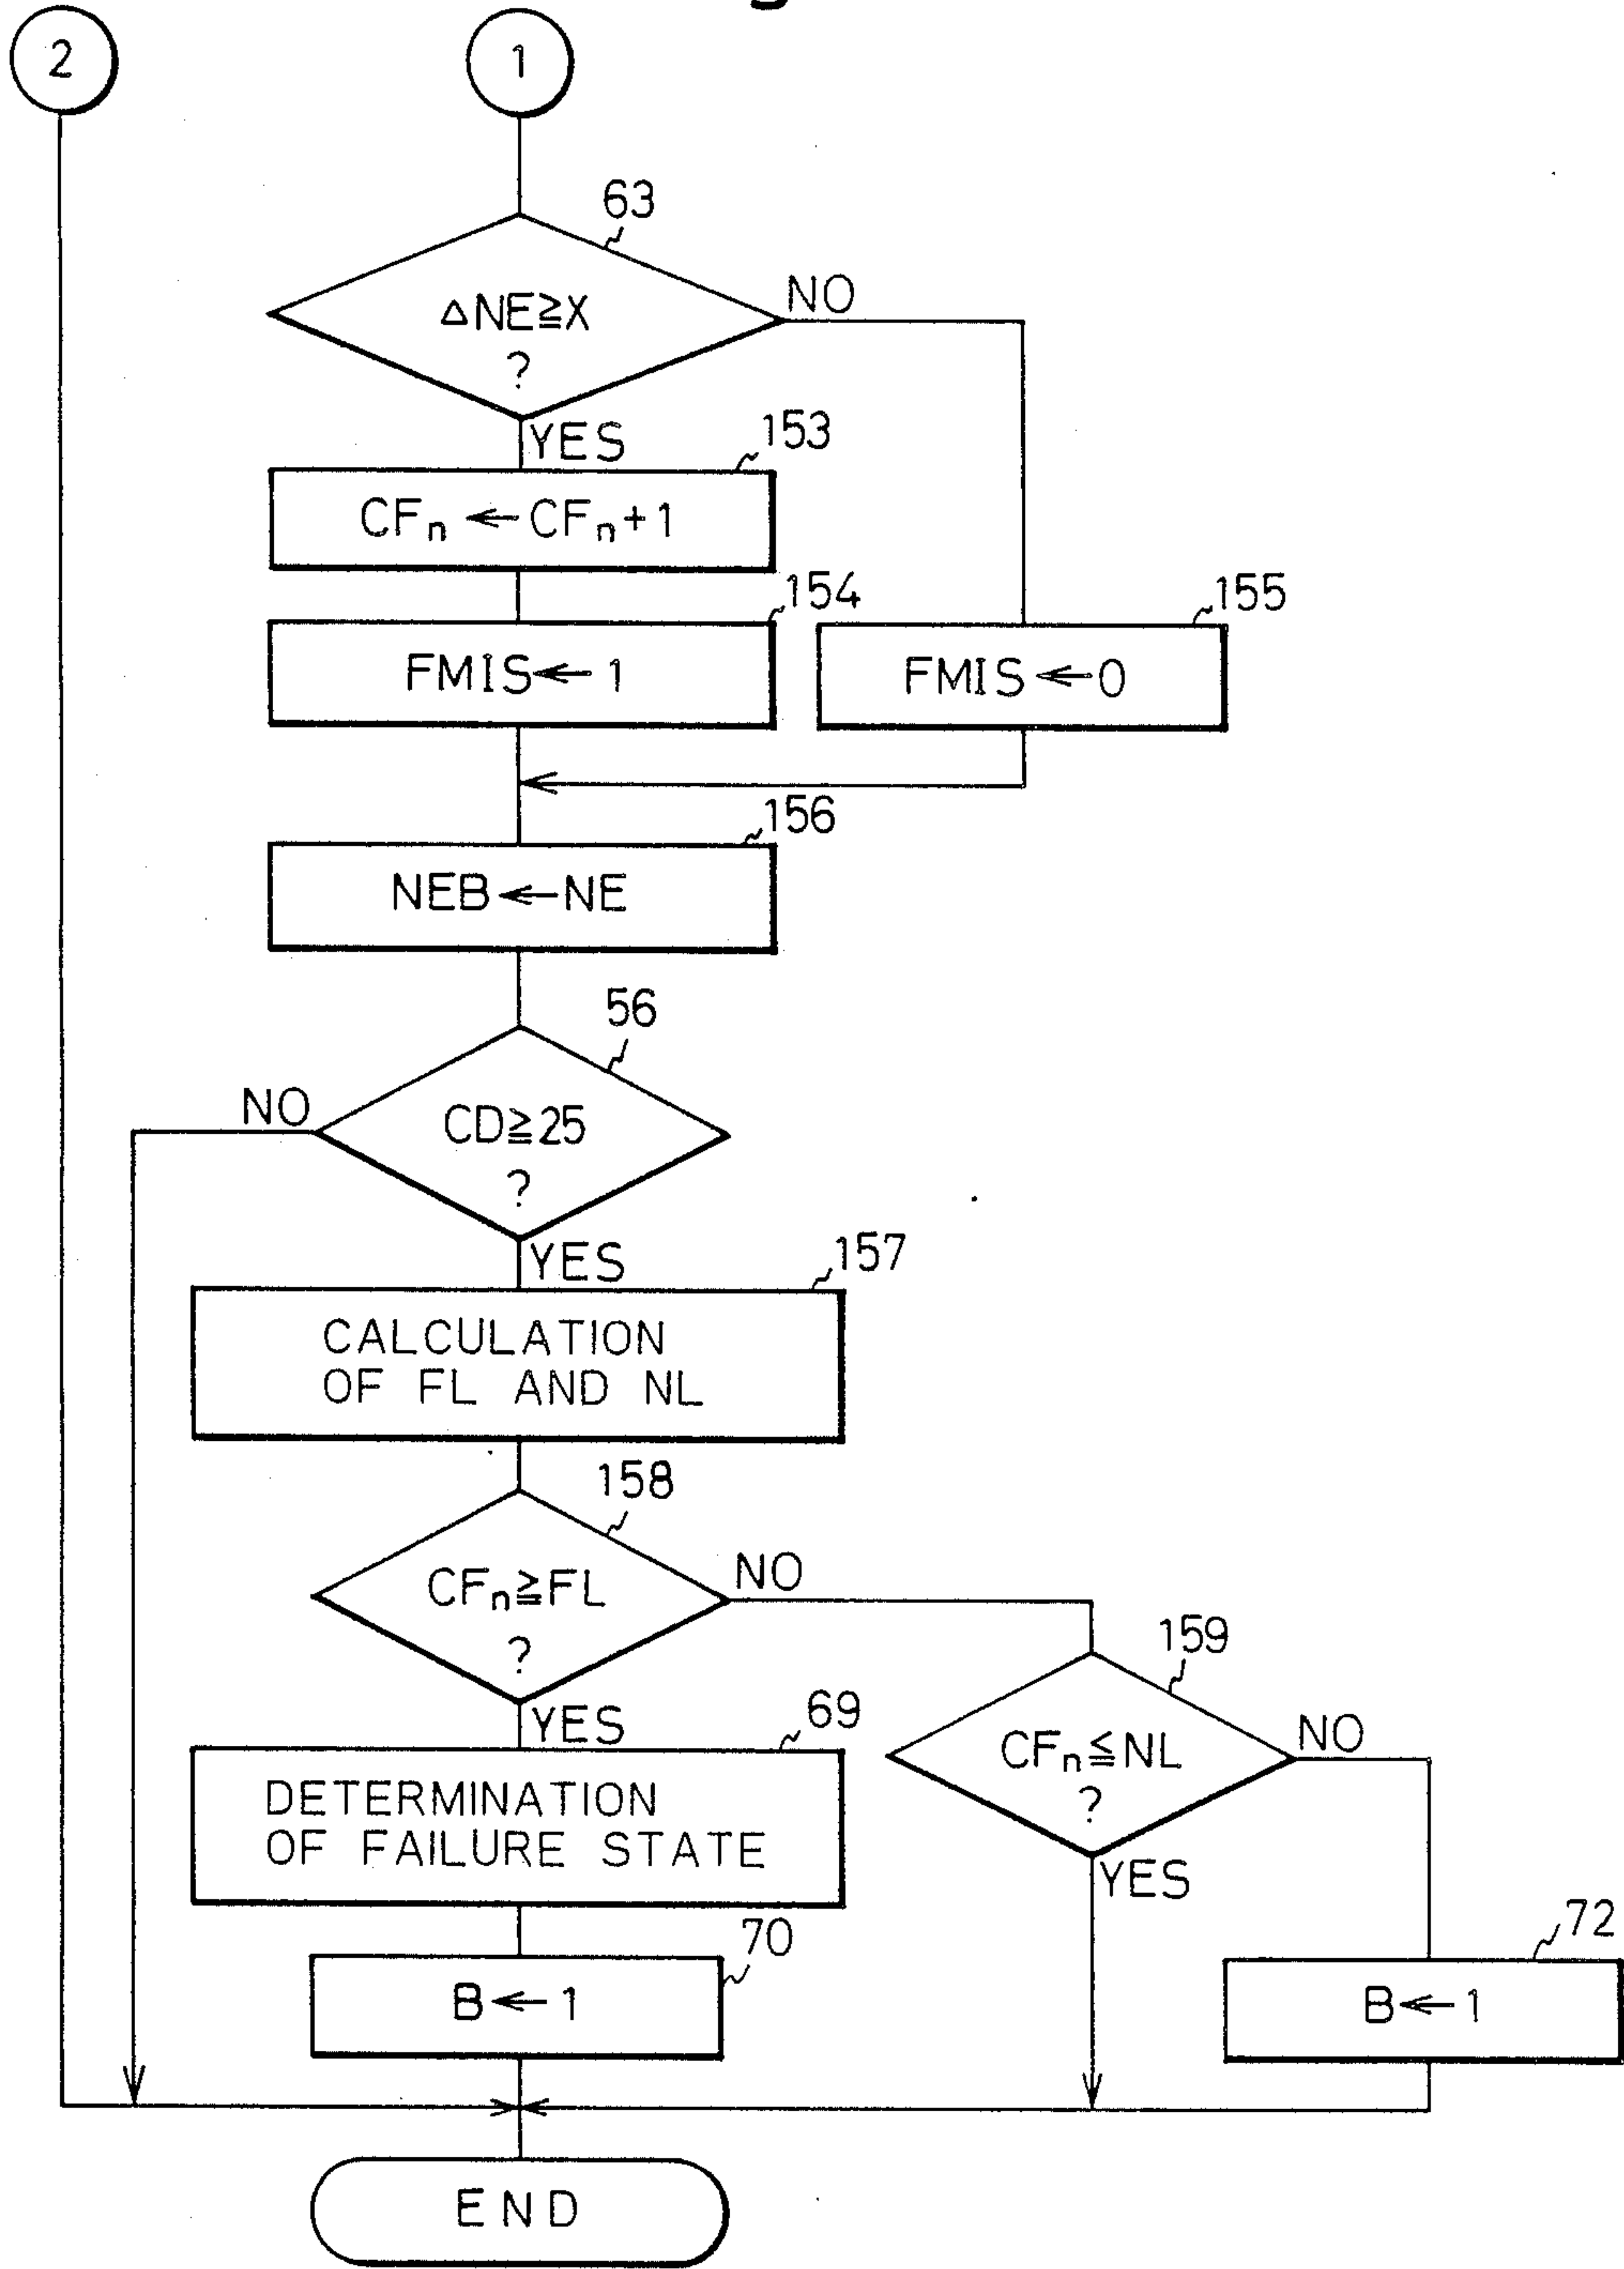 g
2
1
63
△NE≧X
?
NO
YES
153
CFn ← CFn+1
154
FMIS ← 1
155
FMIS ← 0
156
NEB ← NE
56
CD≧25
?
NO
YES
157
CALCULATION
OF FL AND NL
158
CFn≧FL
?
NO
YES
159
CFn≦NL
?
NO
YES
69
DETERMINATION
OF FAILURE STATE
70
B ← 1
72
B ← 1
END